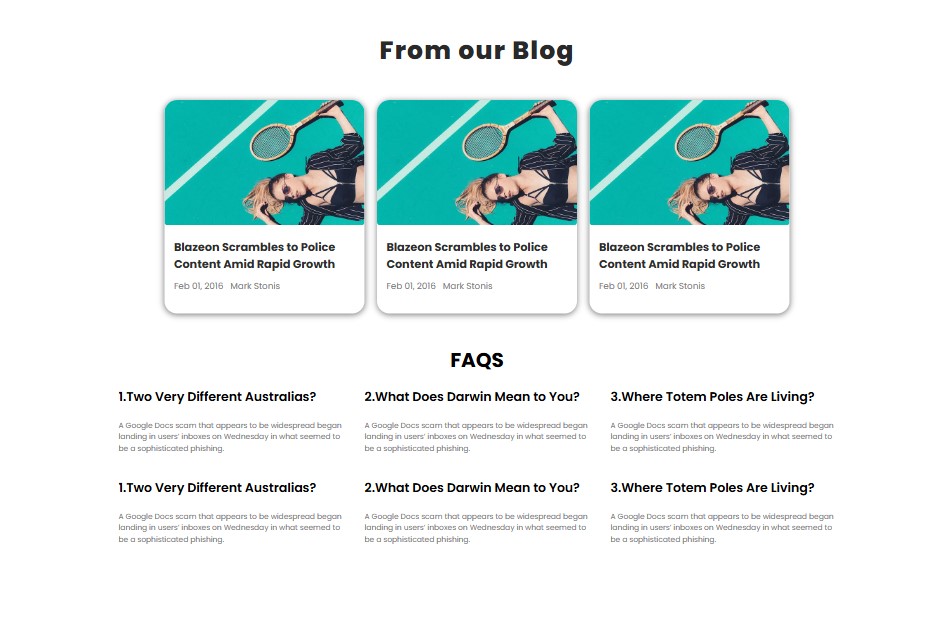 From our Blog
Blazeon Scrambles to Police
Content Amid Rapid Growth
Feb 01, 2016 Mark Stonis
Blazeon Scrambles to Police
Content Amid Rapid Growth
Feb 01, 2016 Mark Stonis
Blazeon Scrambles to Police
Content Amid Rapid Growth
Feb 01, 2016 Mark Stonis
FAQS
1.Two Very Different Australias?
A Google Docs scam that appears to be widespread began
landing in users’ inboxes on Wednesday in what seemed to
be a sophisticated phishing.
2.What Does Darwin Mean to You?
A Google Docs scam that appears to be widespread began
landing in users’ inboxes on Wednesday in what seemed to
be a sophisticated phishing.
3.Where Totem Poles Are Living?
A Google Docs scam that appears to be widespread began
landing in users’ inboxes on Wednesday in what seemed to
be a sophisticated phishing.
1.Two Very Different Australias?
A Google Docs scam that appears to be widespread began
landing in users’ inboxes on Wednesday in what seemed to
be a sophisticated phishing.
2.What Does Darwin Mean to You?
A Google Docs scam that appears to be widespread began
landing in users’ inboxes on Wednesday in what seemed to
be a sophisticated phishing.
3.Where Totem Poles Are Living?
A Google Docs scam that appears to be widespread began
landing in users’ inboxes on Wednesday in what seemed to
be a sophisticated phishing.